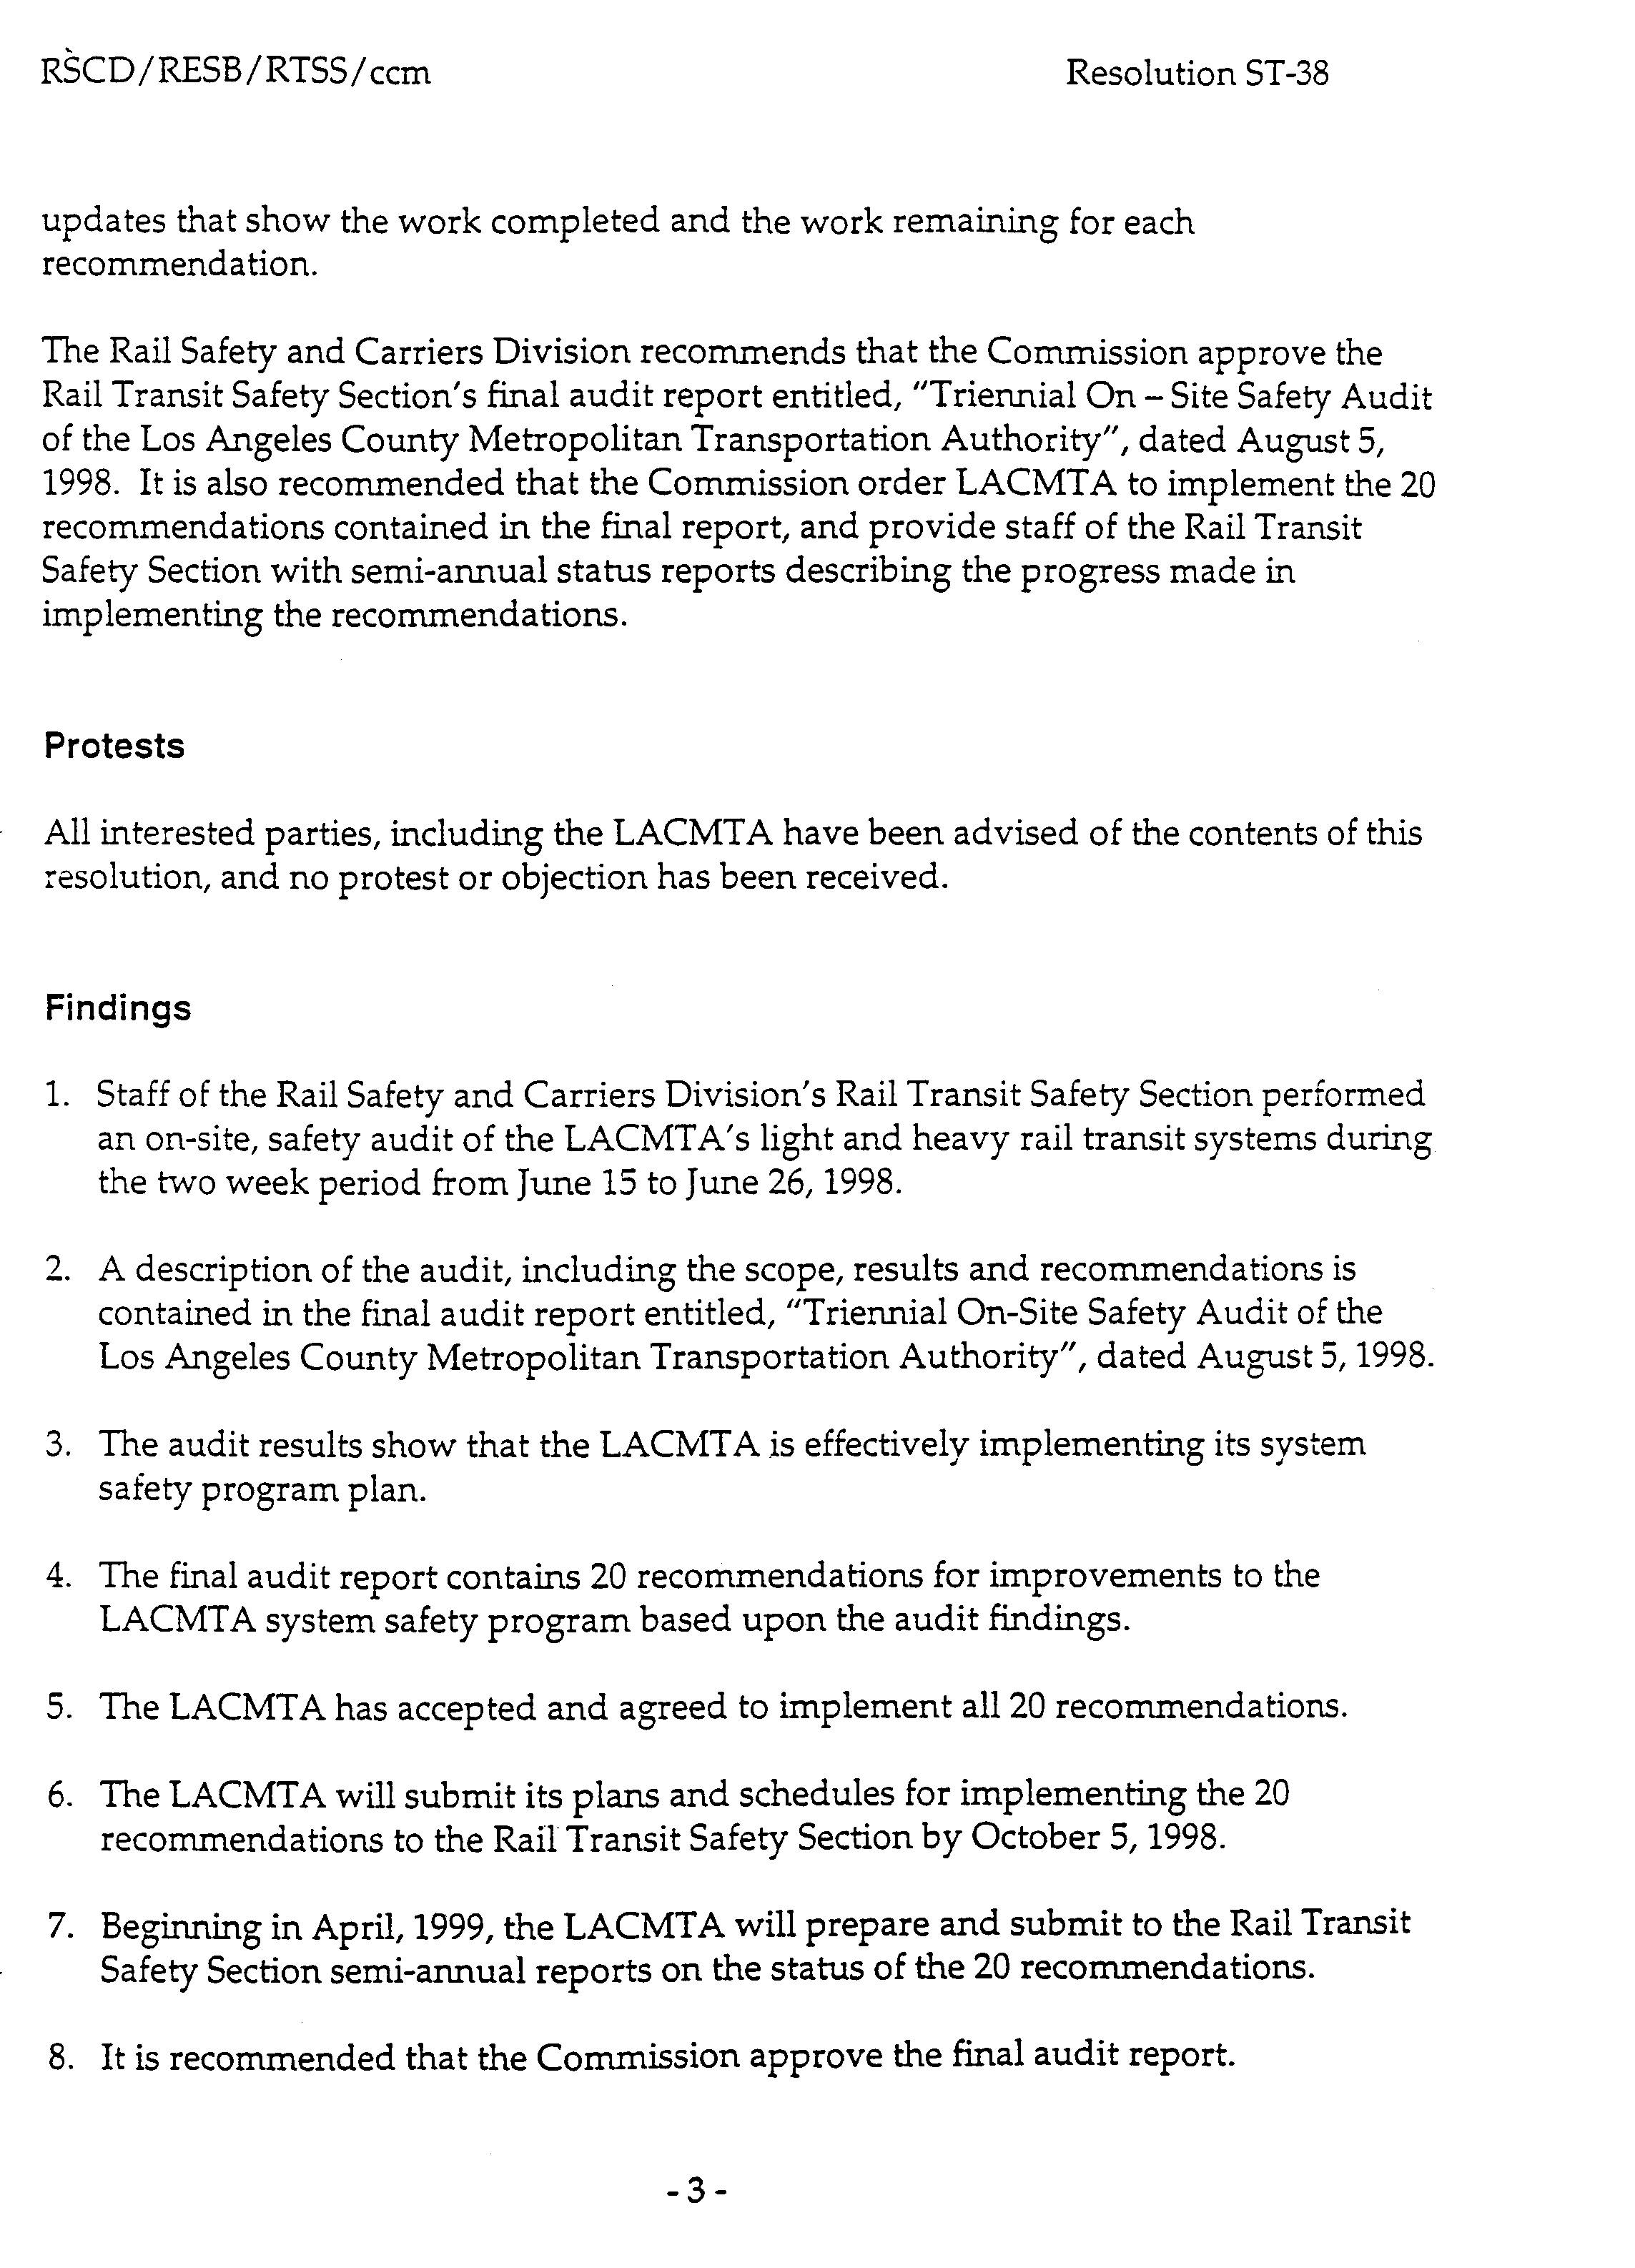 RSCD/RESB/RTSS/ccm Resolution ST-38
updates that show the work completed and the work remaining for each
recommendation.
The Rail Safety and Carriers Division recommends that the Commission approve the
Rail Transit Safety Section's final audit report entitled, "Triennial On – Site Safety Audit
of the Los Angeles County Metropolitan Transportation Authority", dated August 5,
1998. It is also recommended that the Commission order LACMTA to implement the 20
recommendations contained in the final report, and provide staff of the Rail Transit
Safety Section with semi-annual status reports describing the progress made in
implementing the recommendations.
Protests
All interested parties, including the LACMTA have been advised of the contents of this
resolution, and no protest or objection has been received.
Findings
1. Staff of the Rail Safety and Carriers Division's Rail Transit Safety Section performed
an on-site, safety audit of the LACMTA's light and heavy rail transit systems during
the two week period from June 15 to June 26, 1998.
2. A description of the audit, including the scope, results and recommendations is
contained in the final audit report entitled, "Triennial On-Site Safety Audit of the
Los Angeles County Metropolitan Transportation Authority", dated August 5, 1998.
3. The audit results show that the LACMTA is effectively implementing its system
safety program plan.
4. The final audit report contains 20 recommendations for improvements to the
LACMTA system safety program based upon the audit findings.
5. The LACMTA has accepted and agreed to implement all 20 recommendations.
6. The LACMTA will submit its plans and schedules for implementing the 20
recommendations to the Rail Transit Safety Section by October 5, 1998.
7. Beginning in April, 1999, the LACMTA will prepare and submit to the Rail Transit
Safety Section semi-annual reports on the status of the 20 recommendations.
8. It is recommended that the Commission approve the final audit report.
- 3 -